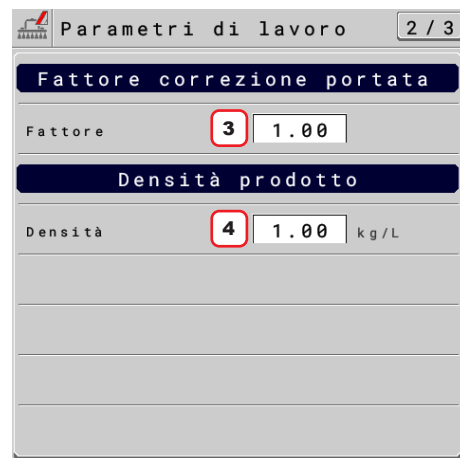 Parametri di lavoro 2/3
Fattore correzione portata
Fattore 3 1.00
Densità prodotto
Densità 4 1.00 kg/L